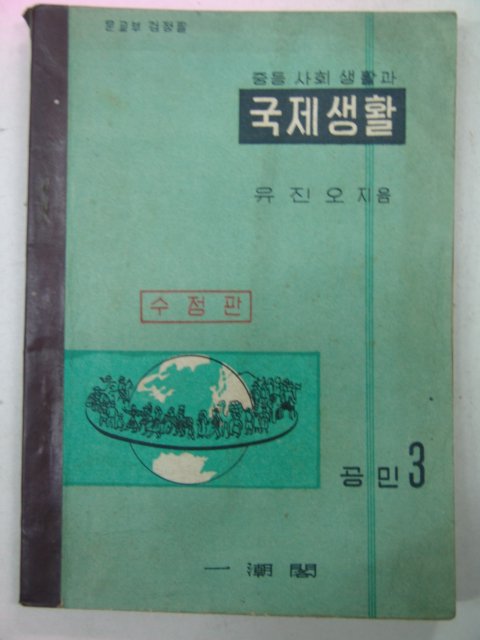 문교부 검정필
중등 사회 생활과
국제생활
유진오 지음
수정판
공민 3
一潮閣